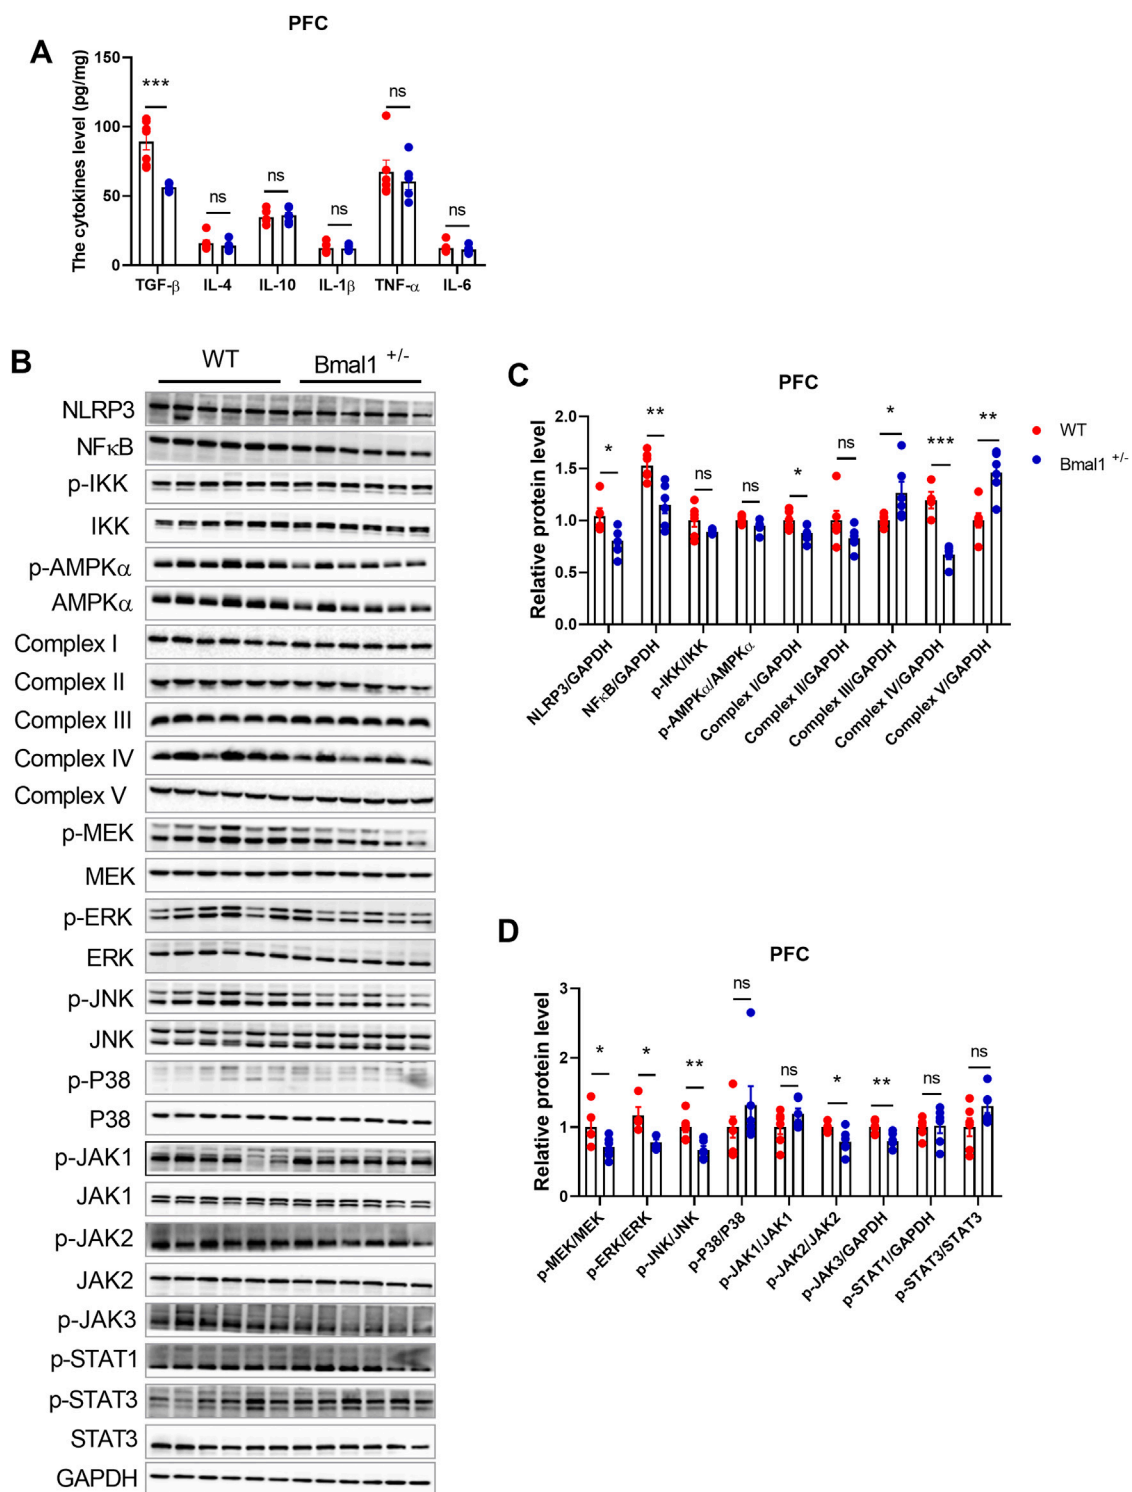 PFC
A
The cytokines level (pg/mg)
150
100
50
0
***
ns
ns
ns
ns
ns
TGF-β IL-4 IL-10 IL-1β TNF-α IL-6
B
WT Bmal1 +/-
NLRP3
NFκB
p-IKK
IKK
p-AMPKα
AMPKα
Complex I
Complex II
Complex III
Complex IV
Complex V
p-MEK
MEK
p-ERK
ERK
p-JNK
JNK
p-P38
P38
p-JAK1
JAK1
p-JAK2
JAK2
p-JAK3
p-STAT1
p-STAT3
STAT3
GAPDH
C
PFC
Relative protein level
2.0
1.5
1.0
0.5
0.0
* ** ns ns * ns * *** **
WT
Bmal1 +/-
NLRP3/GAPDH
NFκB/GAPDH
p-IKK/IKK
p-AMPKα/AMPKα
Complex I/GAPDH
Complex II/GAPDH
Complex III/GAPDH
Complex IV/GAPDH
Complex V/GAPDH
D
PFC
Relative protein level
3
2
1
0
* * ** ns ns * ** ns ns
p-MEK/MEK
p-ERK/ERK
p-JNK/JNK
p-P38/P38
p-JAK1/JAK1
p-JAK2/JAK2
p-JAK3/GAPDH
p-STAT1/GAPDH
p-STAT3/STAT3